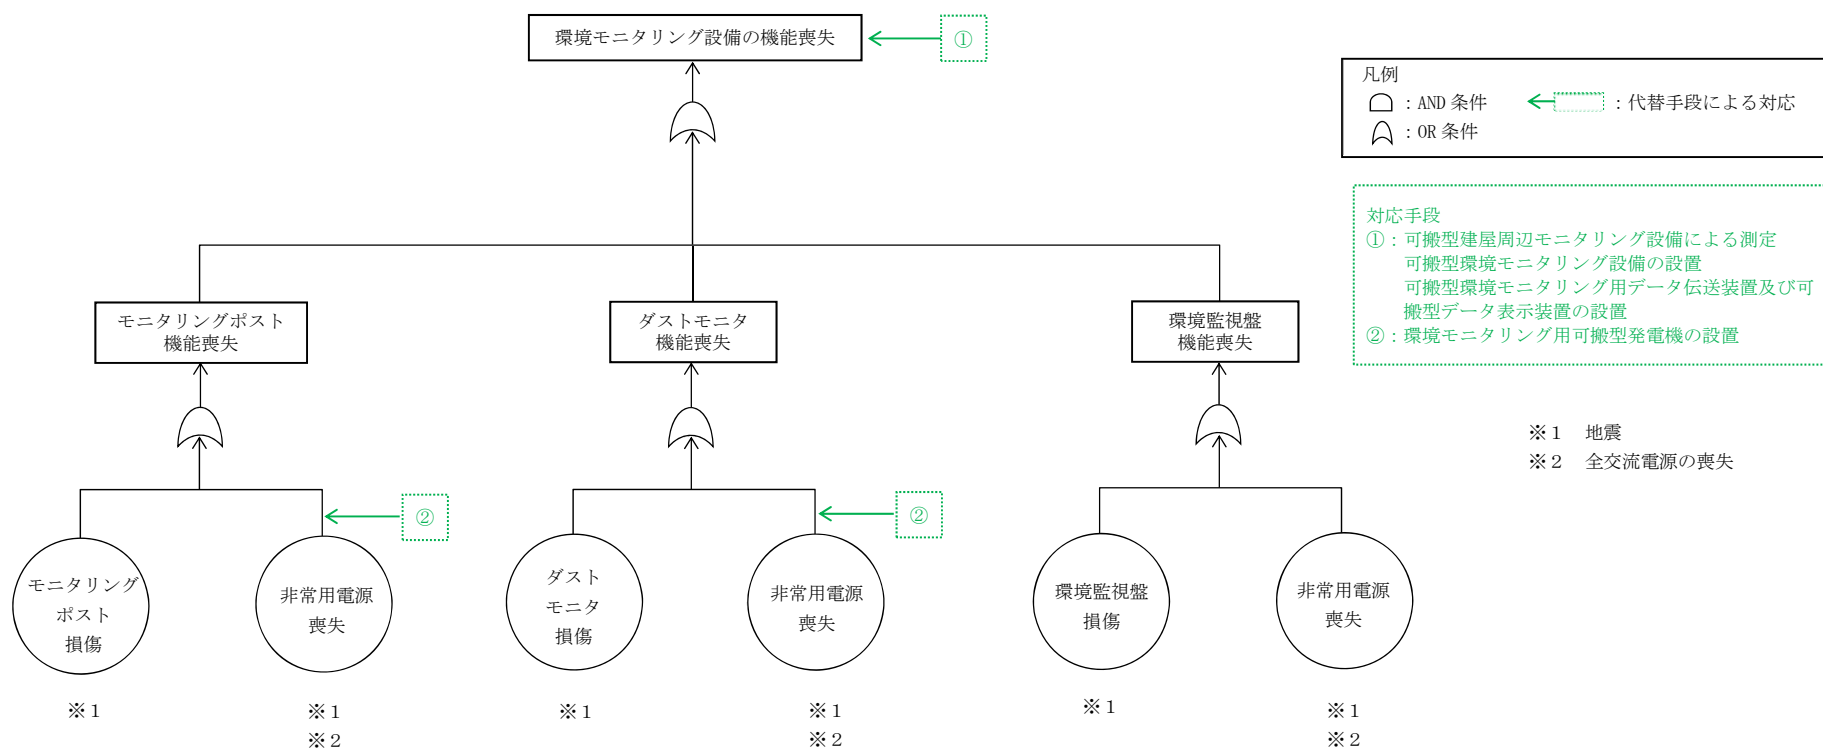 環境モニタリング設備の機能喪失
①
凡例
：AND 条件
：代替手段による対応
：OR 条件
対応手段
①：可搬型建屋周辺モニタリング設備による測定
可搬型環境モニタリング設備の設置
可搬型環境モニタリング用データ伝送装置及び可
搬型データ表示装置の設置
②：環境モニタリング用可搬型発電機の設置
モニタリングポスト
機能喪失
ダストモニタ
機能喪失
環境監視盤
機能喪失
※１　地震
※２　全交流電源の喪失
②
②
モニタリング
ポスト
損傷
非常用電源
喪失
ダスト
モニタ
損傷
非常用電源
喪失
環境監視盤
損傷
非常用電源
喪失
※１
※１
※２
※１
※１
※２
※１
※１
※２